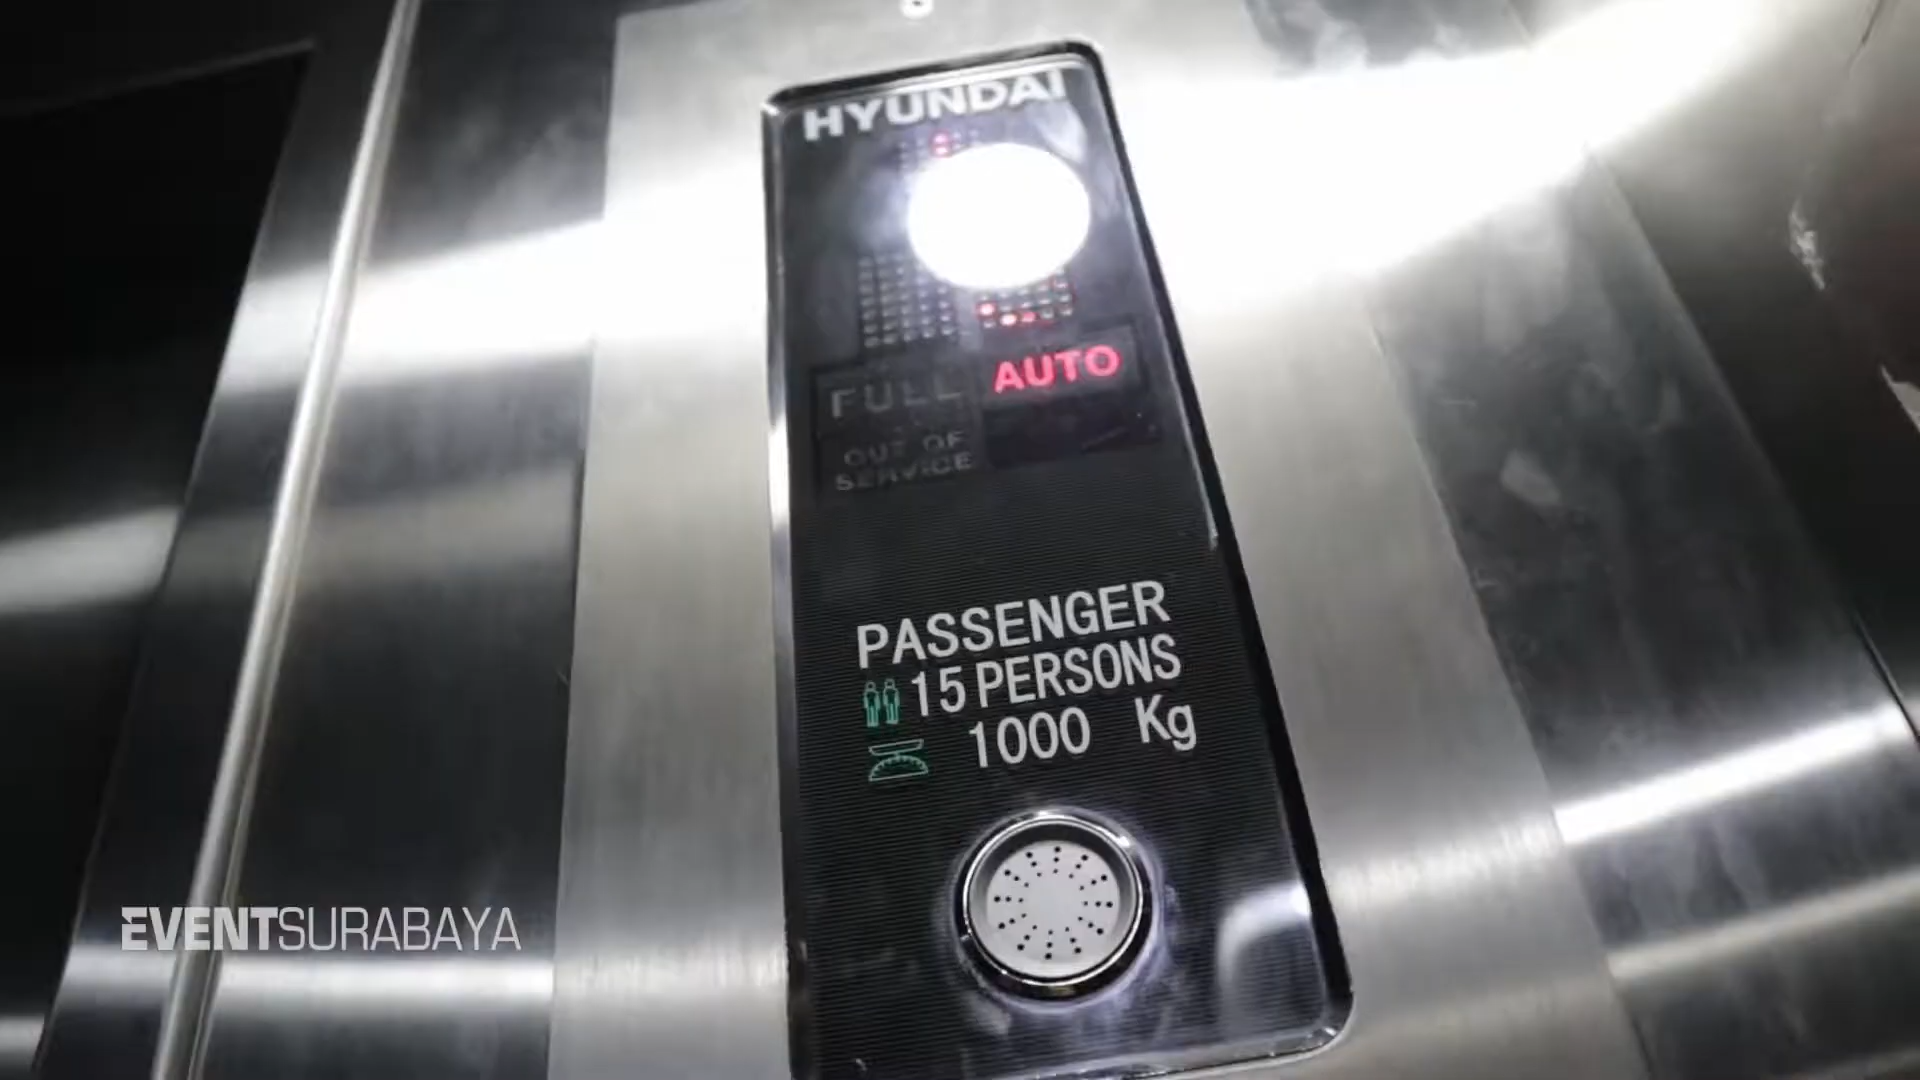 HYUNDAI
AUTO
FULL
OUT OF
SERVICE
PASSENGER
15 PERSONS
1000 Kg
EVENTSURABAYA